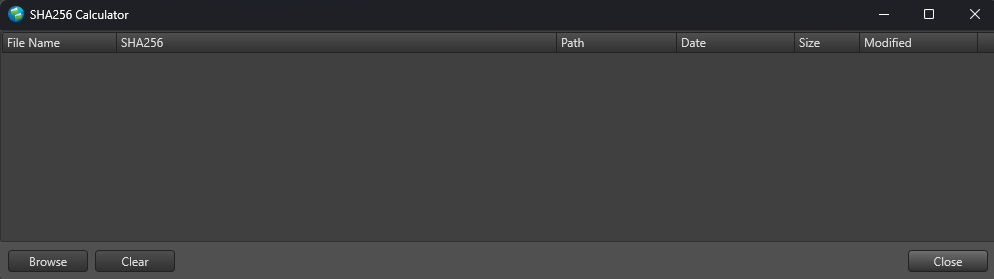 SHA256 Calculator
File Name SHA256 Path Date Size Modified
Browse Clear Close